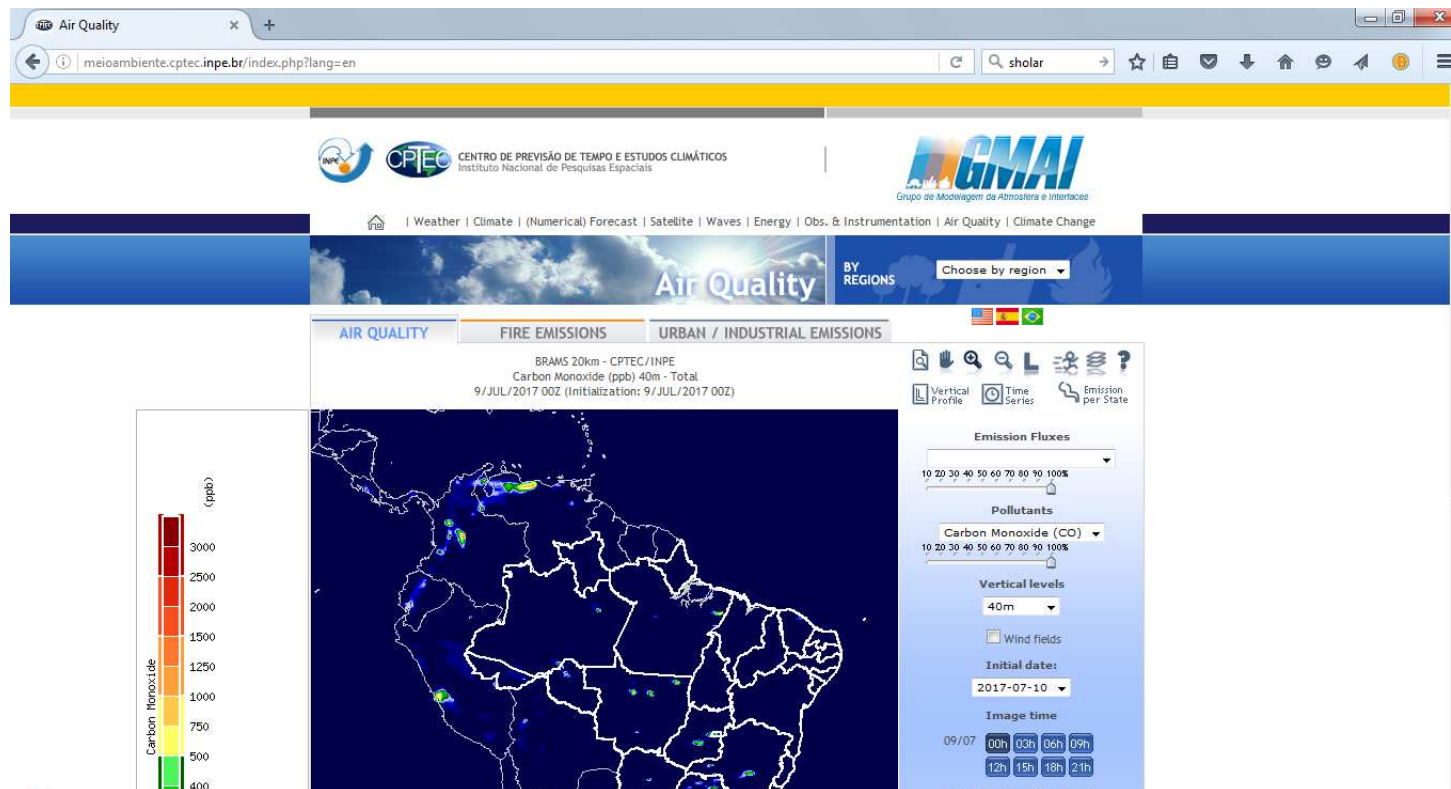 Air Quality
meioambiente.cptec.inpe.br/index.php?lang=en
sholar
INPE
CPTEC
CENTRO DE PREVISÃO DE TEMPO E ESTUDOS CLIMÁTICOS
Instituto Nacional de Pesquisas Espaciais
GMAI
Grupo de Modelagem da Atmosfera e Interfaces
| Weather | Climate | (Numerical) Forecast | Satellite | Waves | Energy | Obs. & Instrumentation | Air Quality | Climate Change
Air Quality
BY
REGIONS
Choose by region
AIR QUALITY
FIRE EMISSIONS
URBAN / INDUSTRIAL EMISSIONS
BRAMS 20km - CPTEC/INPE
Carbon Monoxide (ppb) 40m - Total
9/JUL/2017 00Z (Initialization: 9/JUL/2017 00Z)
Vertical
Profile
Time
Series
Emission
per State
Emission Fluxes
10 20 30 40 50 60 70 80 90 100%
Pollutants
Carbon Monoxide (CO)
10 20 30 40 50 60 70 80 90 100%
Vertical levels
40m
Wind fields
Initial date:
2017-07-10
Image time
09/07 00h 03h 06h 09h
12h 15h 18h 21h
(ppb)
Carbon Monoxide
3000
2500
2000
1500
1250
1000
750
500
400